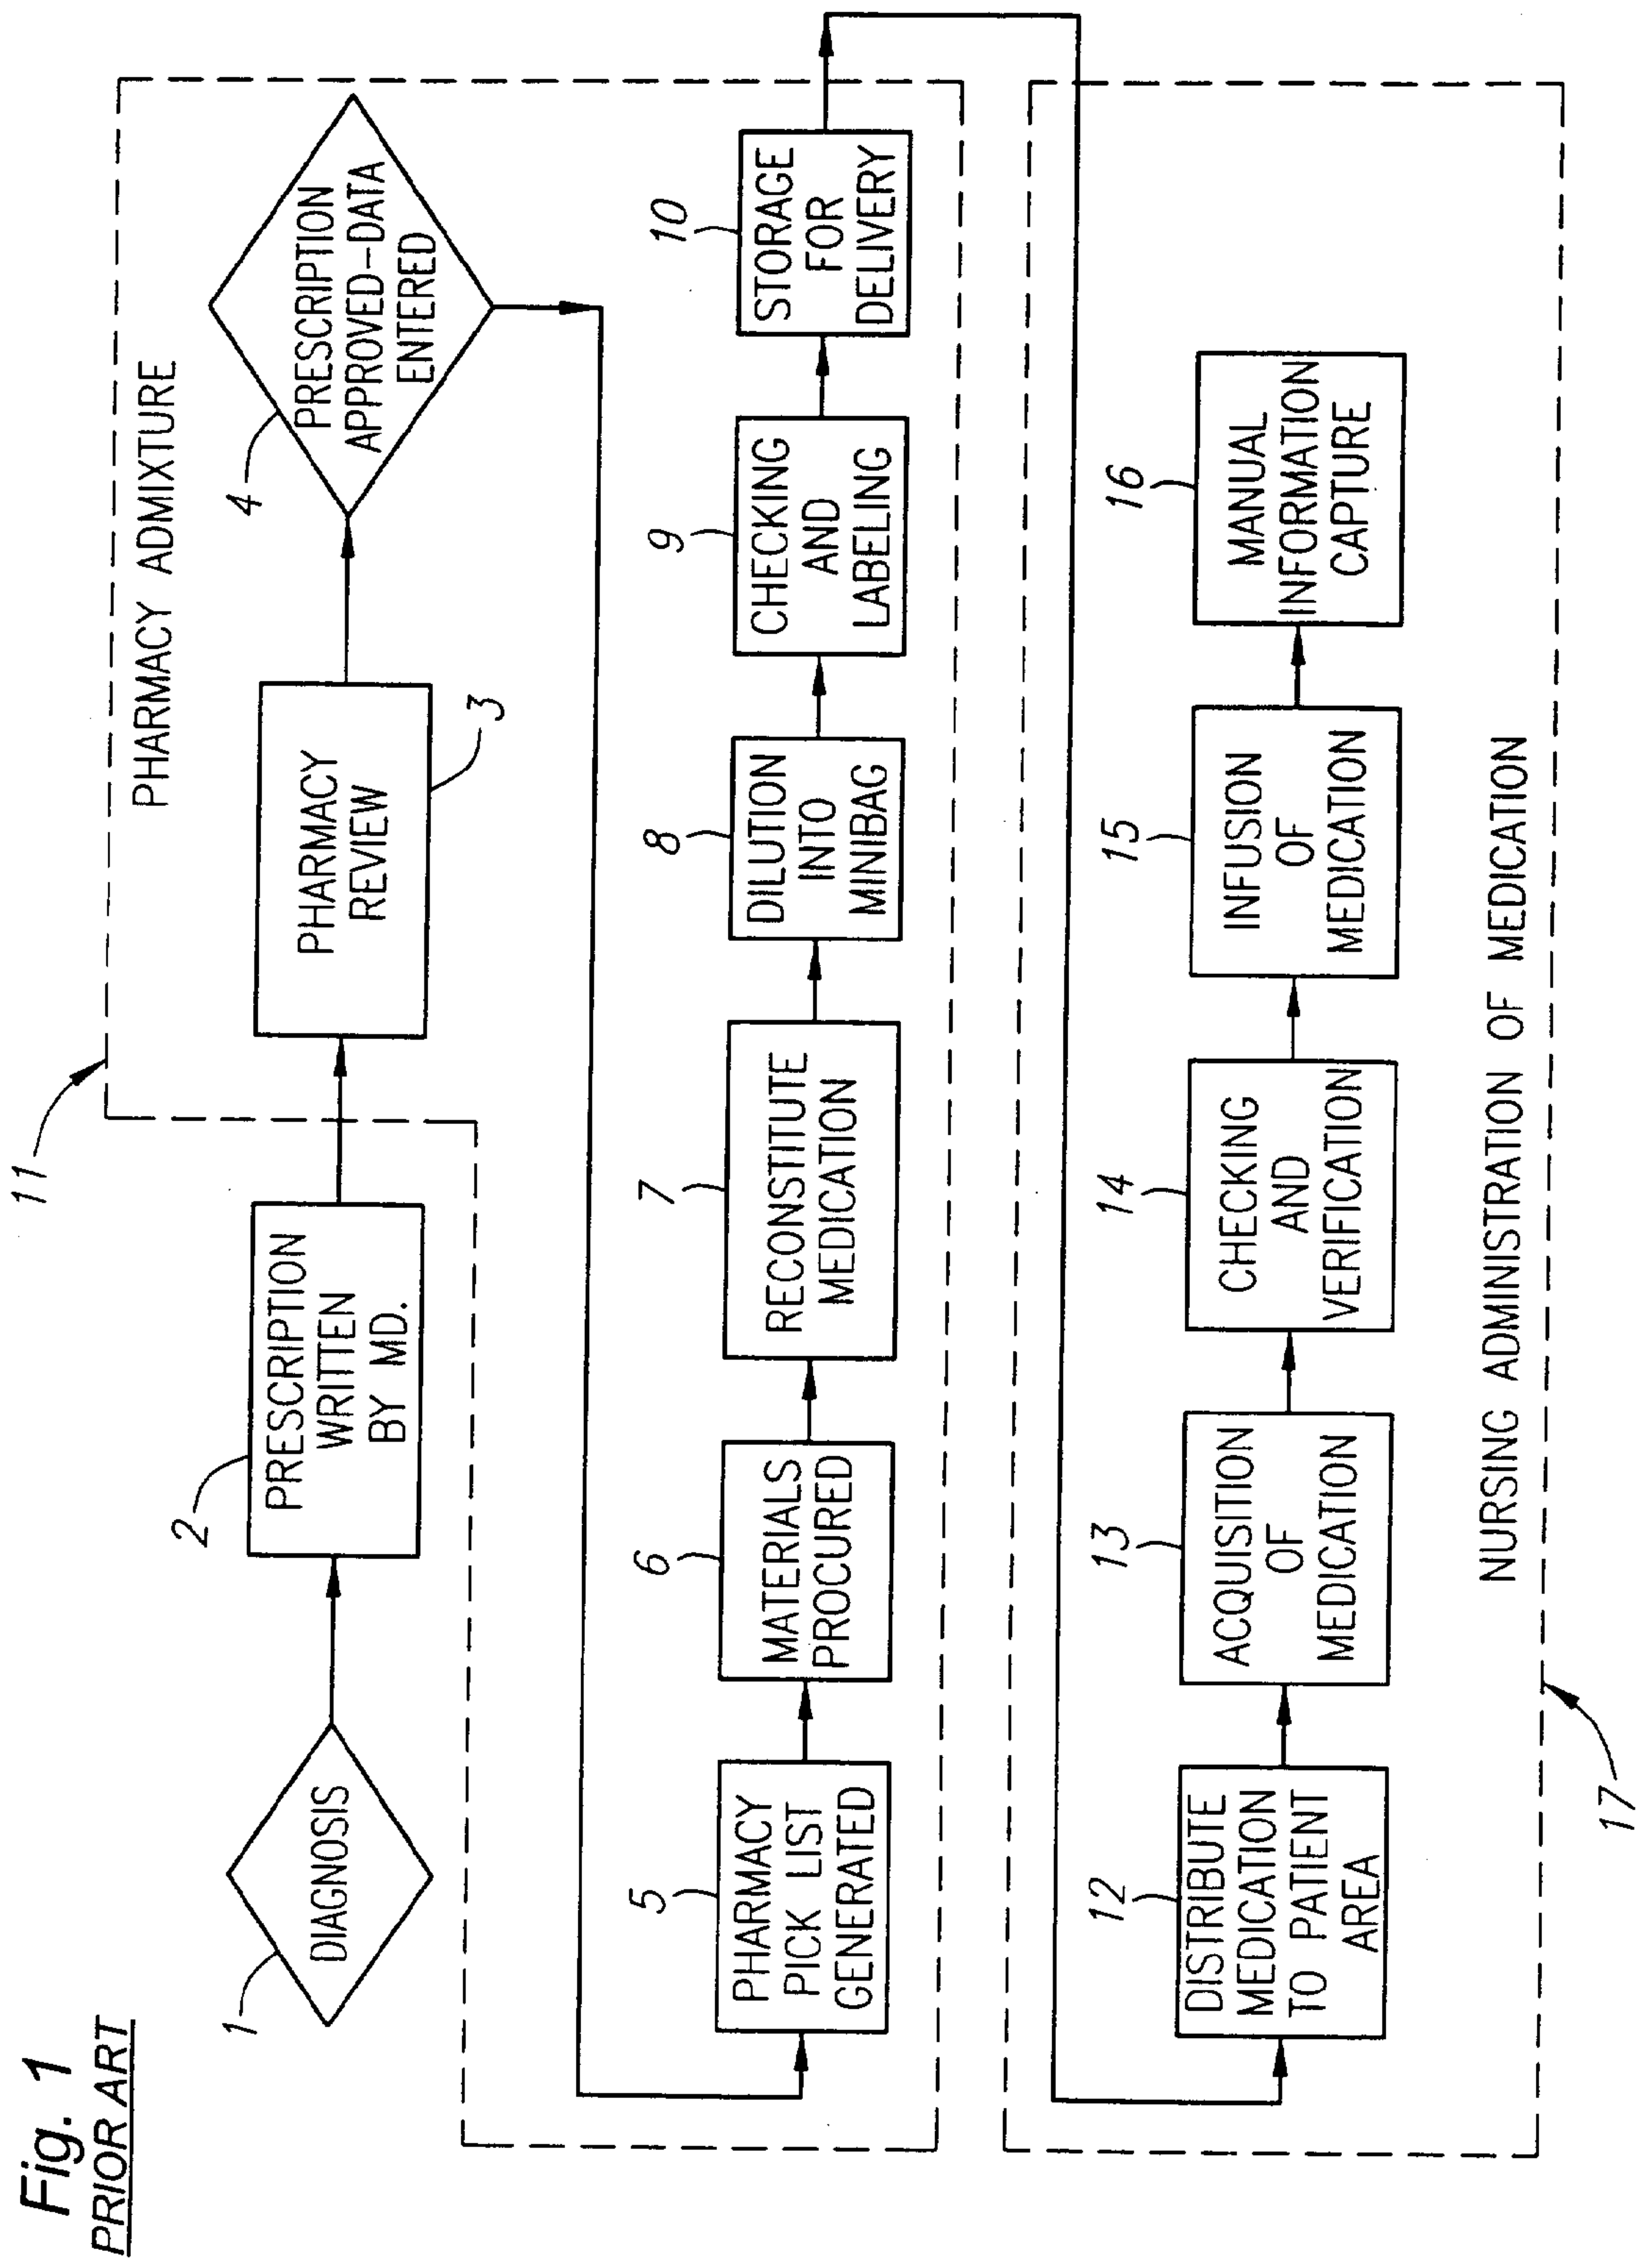 Fig. 1
PRIOR ART
11
PHARMACY ADMIXTURE
1
DIAGNOSIS
2
PRESCRIPTION
WRITTEN
BY MD.
PHARMACY
REVIEW
3
4
PRESCRIPTION
APPROVED-DATA
ENTERED
5
PHARMACY
PICK LIST
GENERATED
6
MATERIALS
PROCURED
7
RECONSTITUTE
MEDICATION
8
DILUTION
INTO
MINIBAG
9
CHECKING
AND
LABELING
10
STORAGE
FOR
DELIVERY
12
DISTRIBUTE
MEDICATION
TO PATIENT
AREA
13
ACQUISITION
OF
MEDICATION
14
CHECKING
AND
VERIFICATION
15
INFUSION
OF
MEDICATION
16
MANUAL
INFORMATION
CAPTURE
NURSING ADMINISTRATION OF MEDICATION
17